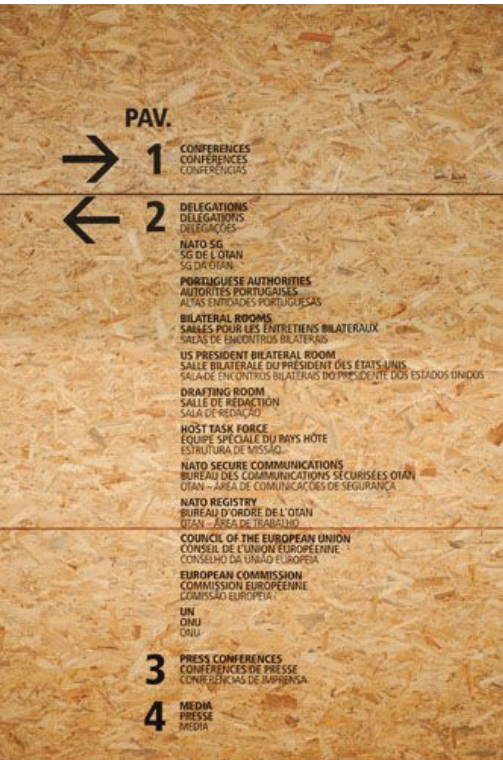 PAV.
1 CONFERENCES
CONFÉRENCES
CONFERÊNCIAS
2 DELEGATIONS
DÉLÉGATIONS
DELEGAÇÕES
NATO SG
SG DE L'OTAN
SG DA OTAN
PORTUGUESE AUTHORITIES
AUTORITÉS PORTUGAISES
ALTAS ENTIDADES PORTUGUESAS
BILATERAL ROOMS
SALLES POUR LES ENTRETIENS BILATERAUX
SALAS DE ENCONTROS BILATERAIS
US PRESIDENT BILATERAL ROOM
SALLE BILATERALE DU PRÉSIDENT DES ÉTATS-UNIS
SALA DE ENCONTROS BILATERAIS DO PRESIDENTE DOS ESTADOS UNIDOS
DRAFTING ROOM
SALLE DE RÉDACTION
SALA DE REDAÇÃO
HOST TASK FORCE
ÉQUIPE SPÉCIALE DU PAYS HÔTE
ESTRUTURA DE MISSÃO
NATO SECURE COMMUNICATIONS
BUREAU DES COMMUNICATIONS SÉCURISÉES OTAN
OTAN – ÁREA DE COMUNICAÇÕES DE SEGURANÇA
NATO REGISTRY
BUREAU D'ORDRE DE L'OTAN
OTAN – ÁREA DE TRABALHO
COUNCIL OF THE EUROPEAN UNION
CONSEIL DE L'UNION EUROPÉENNE
CONSELHO DA UNIÃO EUROPEIA
EUROPEAN COMMISSION
COMMISSION EUROPÉENNE
COMISSÃO EUROPEIA
UN
ONU
ONU
3 PRESS CONFERENCES
CONFÉRENCES DE PRESSE
CONFERÊNCIAS DE IMPRENSA
4 MEDIA
PRESSE
MEDIA